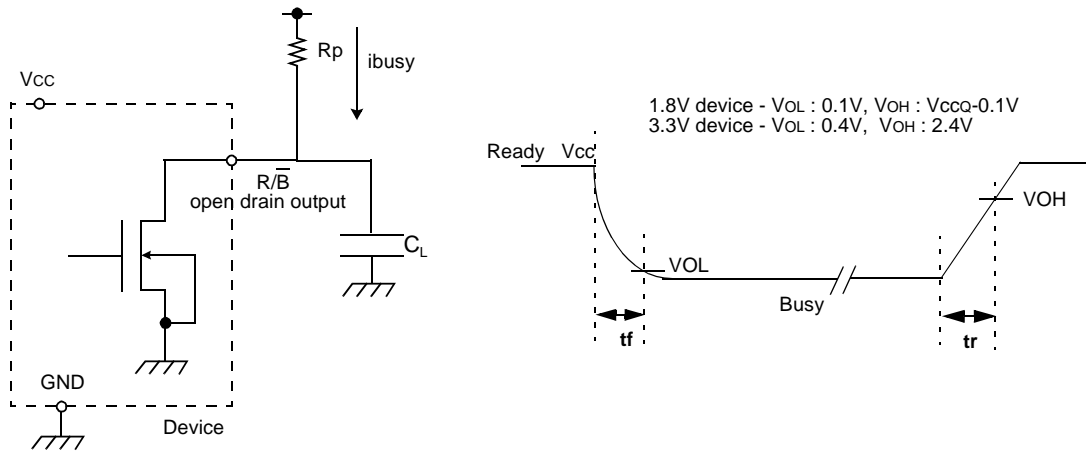 Rp
ibusy
VCC
R/B̅
open drain output
CL
GND
Device
1.8V device - VOL : 0.1V, VOH : VCCQ-0.1V
3.3V device - VOL : 0.4V, VOH : 2.4V
Ready Vcc
VOH
VOL
Busy
tf
tr